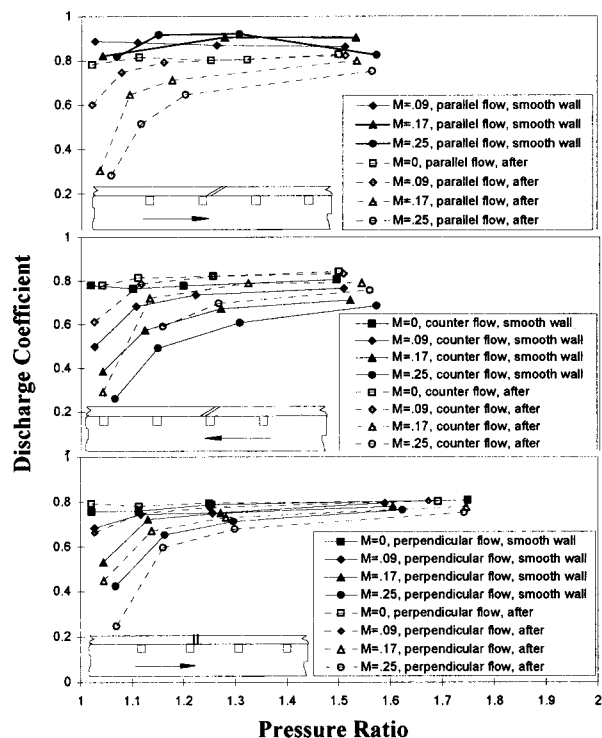 1
0.8
0.6
0.4
0.2
M=.09, parallel flow, smooth wall
M=.17, parallel flow, smooth wall
M=.25, parallel flow, smooth wall
M=0, parallel flow, after
M=.09, parallel flow, after
M=.17, parallel flow, after
M=.25, parallel flow, after
Discharge Coefficient
1
0.8
0.6
0.4
0.2
M=0, counter flow, smooth wall
M=.09, counter flow, smooth wall
M=.17, counter flow, smooth wall
M=.25, counter flow, smooth wall
M=0, counter flow, after
M=.09, counter flow, after
M=.17, counter flow, after
M=.25, counter flow, after
1
0.8
0.6
0.4
0.2
0
M=0, perpendicular flow, smooth wall
M=.09, perpendicular flow, smooth wall
M=.17, perpendicular flow, smooth wall
M=.25, perpendicular flow, smooth wall
M=0, perpendicular flow, after
M=.09, perpendicular flow, after
M=.17, perpendicular flow, after
M=.25, perpendicular flow, after
1 1.1 1.2 1.3 1.4 1.5 1.6 1.7 1.8 1.9 2
Pressure Ratio